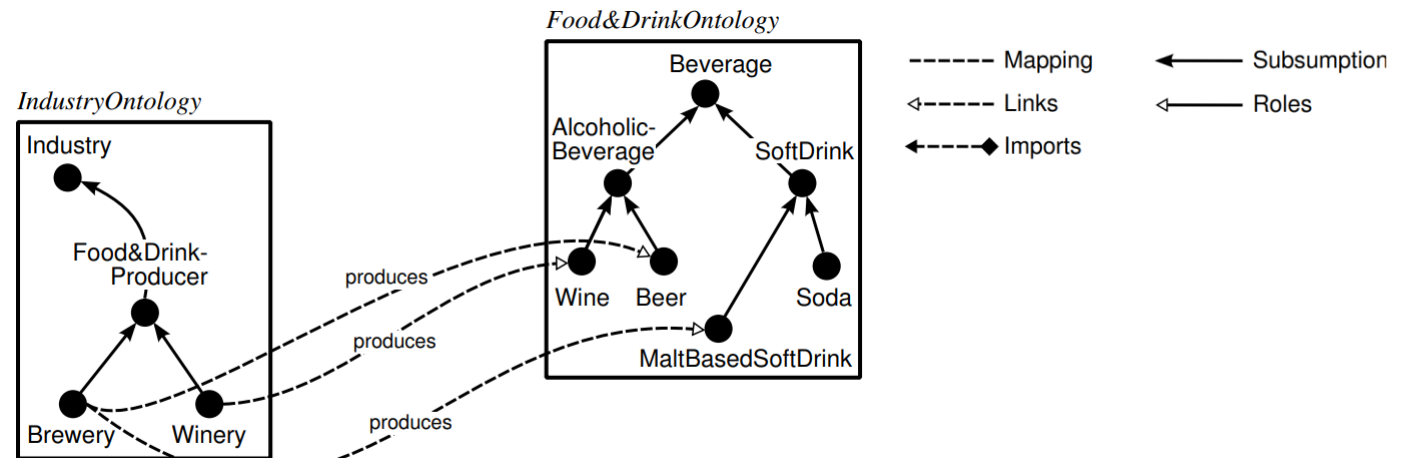 Food&DrinkOntology
IndustryOntology
Industry
Food&Drink-
Producer
Brewery
Winery
produces
produces
produces
Beverage
Alcoholic-
Beverage
SoftDrink
Wine
Beer
Soda
MaltBasedSoftDrink
Mapping
Subsumption
Links
Roles
Imports